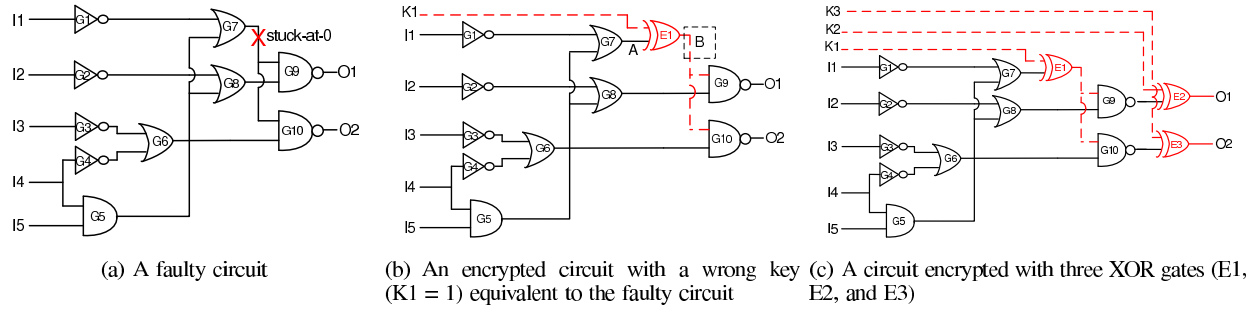 I1
G1
G7
X stuck-at-0
I2
G2
G8
G9
O1
I3
G3
G6
G10
O2
G4
I4
G5
I5
(a) A faulty circuit
K1
I1
G1
G7
A
E1
B
I2
G2
G8
G9
O1
I3
G3
G6
G10
O2
G4
I4
G5
I5
(b) An encrypted circuit with a wrong key
(K1 = 1) equivalent to the faulty circuit
K3
K2
K1
I1
G1
G7
E1
I2
G2
G8
G9
E2
O1
I3
G3
G6
G10
E3
O2
G4
I4
G5
I5
(c) A circuit encrypted with three XOR gates (E1,
E2, and E3)